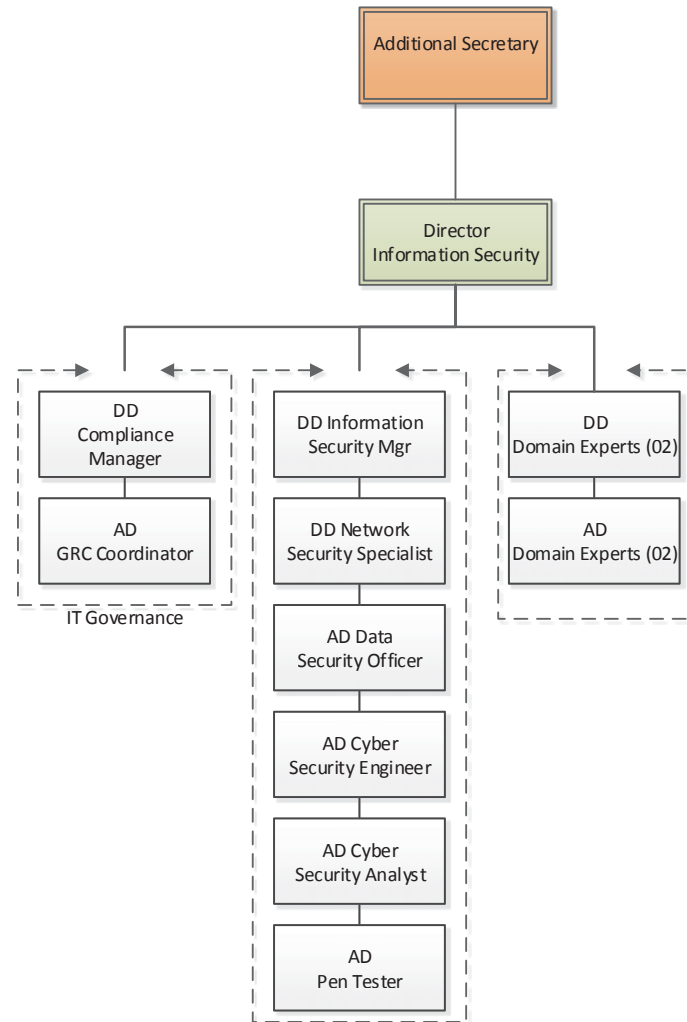 Additional Secretary
Director
Information Security
DD
Compliance
Manager
AD
GRC Coordinator
IT Governance
DD Information
Security Mgr
DD Network
Security Specialist
AD Data
Security Officer
AD Cyber
Security Engineer
AD Cyber
Security Analyst
AD
Pen Tester
DD
Domain Experts (02)
AD
Domain Experts (02)